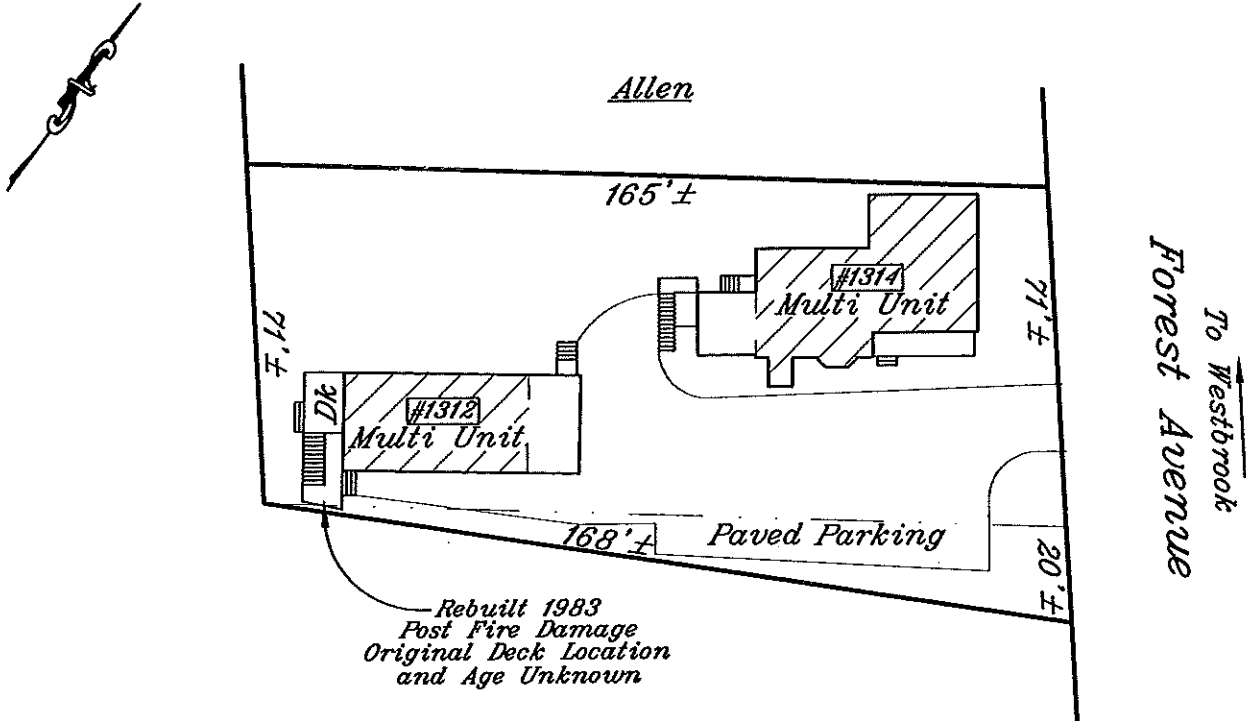 Allen
165'±
#1314
Multi Unit
71'±
To Westbrook
Forest Avenue
71'±
Dk
#1312
Multi Unit
168'±
Paved Parking
20'±
Rebuilt 1983
Post Fire Damage
Original Deck Location
and Age Unknown